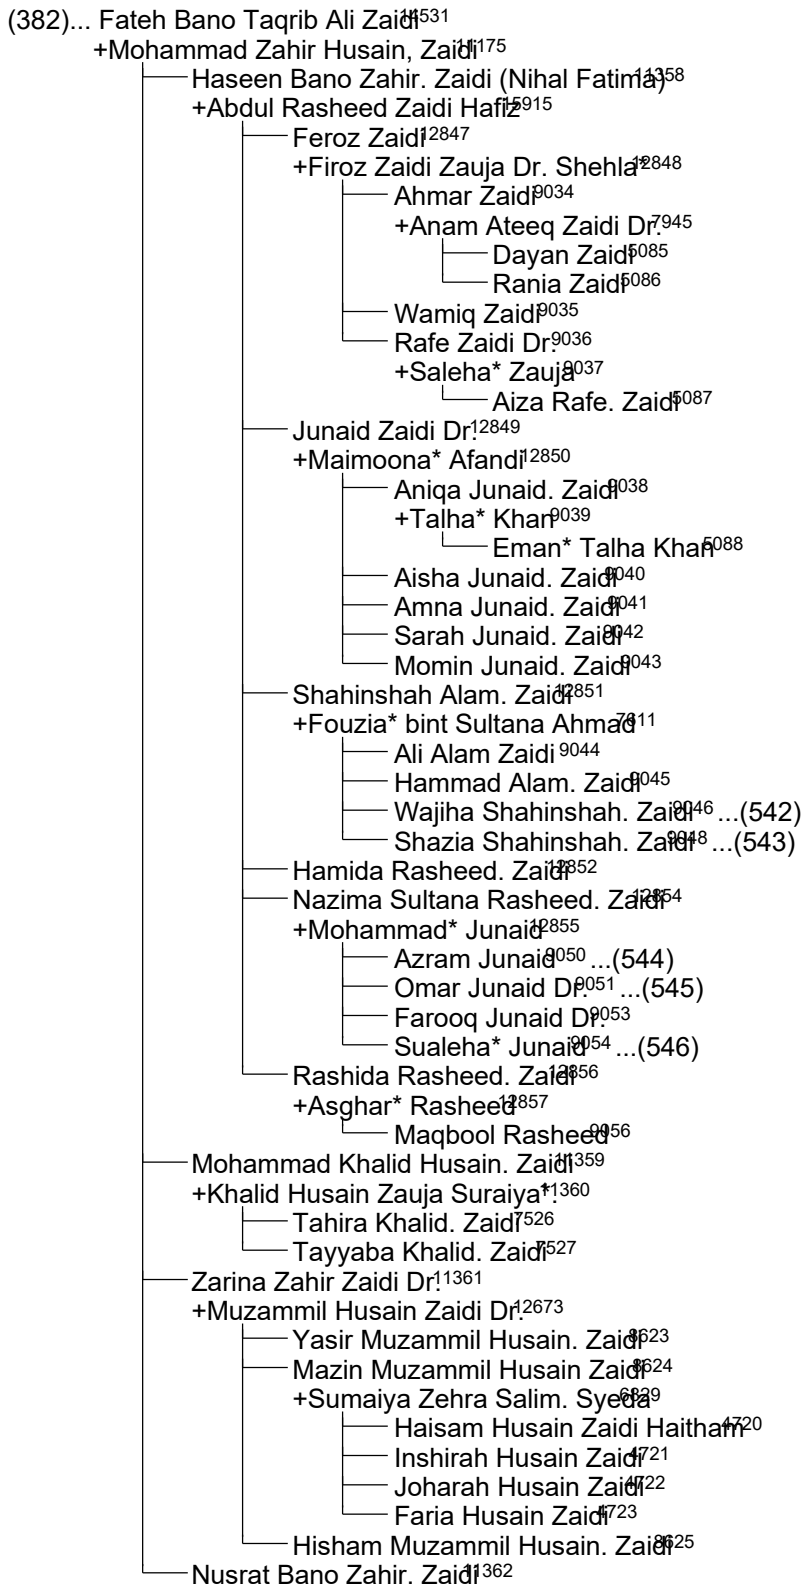 (382)... Fateh Bano Taqrib Ali Zaidi14531
+Mohammad Zahir Husain, Zaidi11175
Haseen Bano Zahir. Zaidi (Nihal Fatima)11358
+Abdul Rasheed Zaidi Hafiz15915
Feroz Zaidi12847
+Firoz Zaidi Zauja Dr. Shehla*12848
Ahmar Zaidi9034
+Anam Ateeq Zaidi Dr.7945
Dayan Zaidi5085
Rania Zaidi5086
Wamiq Zaidi9035
Rafe Zaidi Dr.9036
+Saleha* Zauja9037
Aiza Rafe. Zaidi5087
Junaid Zaidi Dr.12849
+Maimoona* Afandi12850
Aniqa Junaid. Zaidi9038
+Talha* Khan9039
Eman* Talha Khan5088
Aisha Junaid. Zaidi9040
Amna Junaid. Zaidi9041
Sarah Junaid. Zaidi9042
Momin Junaid. Zaidi9043
Shahinshah Alam. Zaidi12851
+Fouzia* bint Sultana Ahmad7611
Ali Alam Zaidi9044
Hammad Alam. Zaidi9045
Wajiha Shahinshah. Zaidi9046 ...(542)
Shazia Shahinshah. Zaidi9048 ...(543)
Hamida Rasheed. Zaidi12852
Nazima Sultana Rasheed. Zaidi12854
+Mohammad* Junaid12855
Azram Junaid9050 ...(544)
Omar Junaid Dr.9051 ...(545)
Farooq Junaid Dr.9053
Sualeha* Junaid9054 ...(546)
Rashida Rasheed. Zaidi12856
+Asghar* Rasheed12857
Maqbool Rasheed9056
Mohammad Khalid Husain. Zaidi11359
+Khalid Husain Zauja Suraiya*.11360
Tahira Khalid. Zaidi7526
Tayyaba Khalid. Zaidi7527
Zarina Zahir Zaidi Dr.11361
+Muzammil Husain Zaidi Dr.12673
Yasir Muzammil Husain. Zaidi8623
Mazin Muzammil Husain Zaidi8624
+Sumaiya Zehra Salim. Syeda6829
Haisam Husain Zaidi Haitham4720
Inshirah Husain Zaidi4721
Joharah Husain Zaidi4722
Faria Husain Zaidi4723
Hisham Muzammil Husain. Zaidi8625
Nusrat Bano Zahir. Zaidi11362